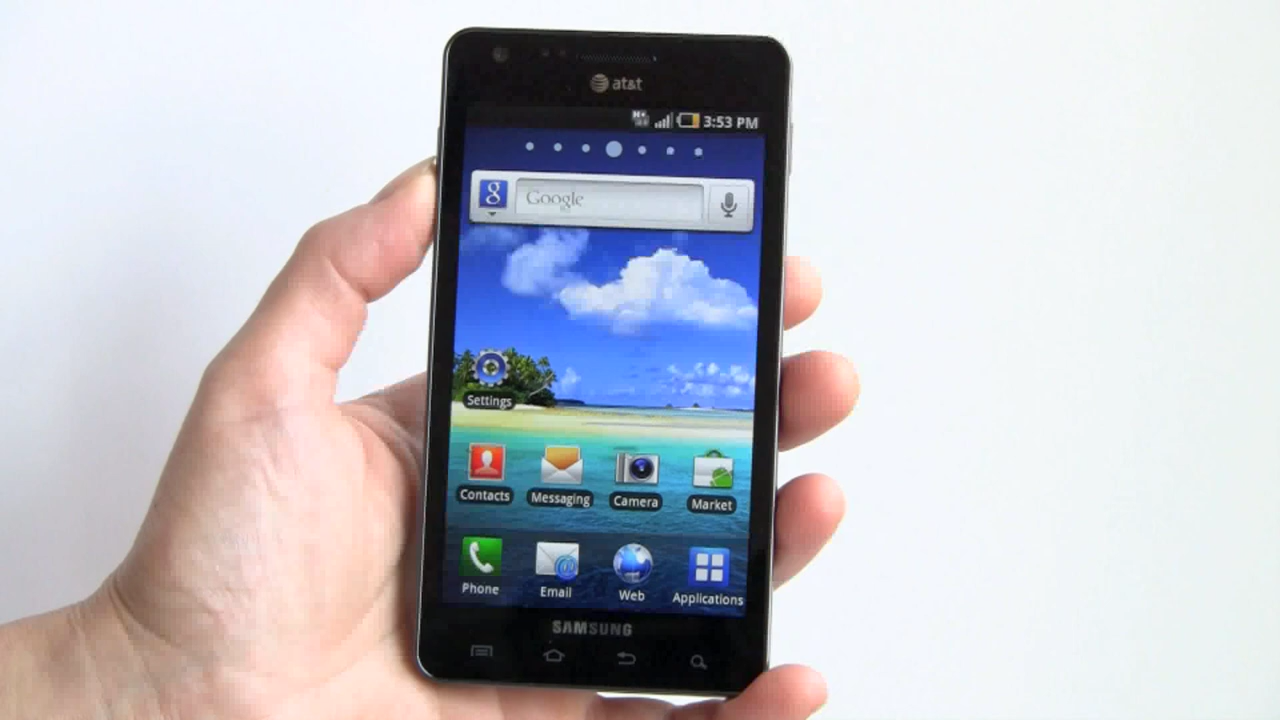 at&t
3:53 PM
g Google
Settings
Contacts Messaging Camera Market
Phone Email Web Applications
SAMSUNG